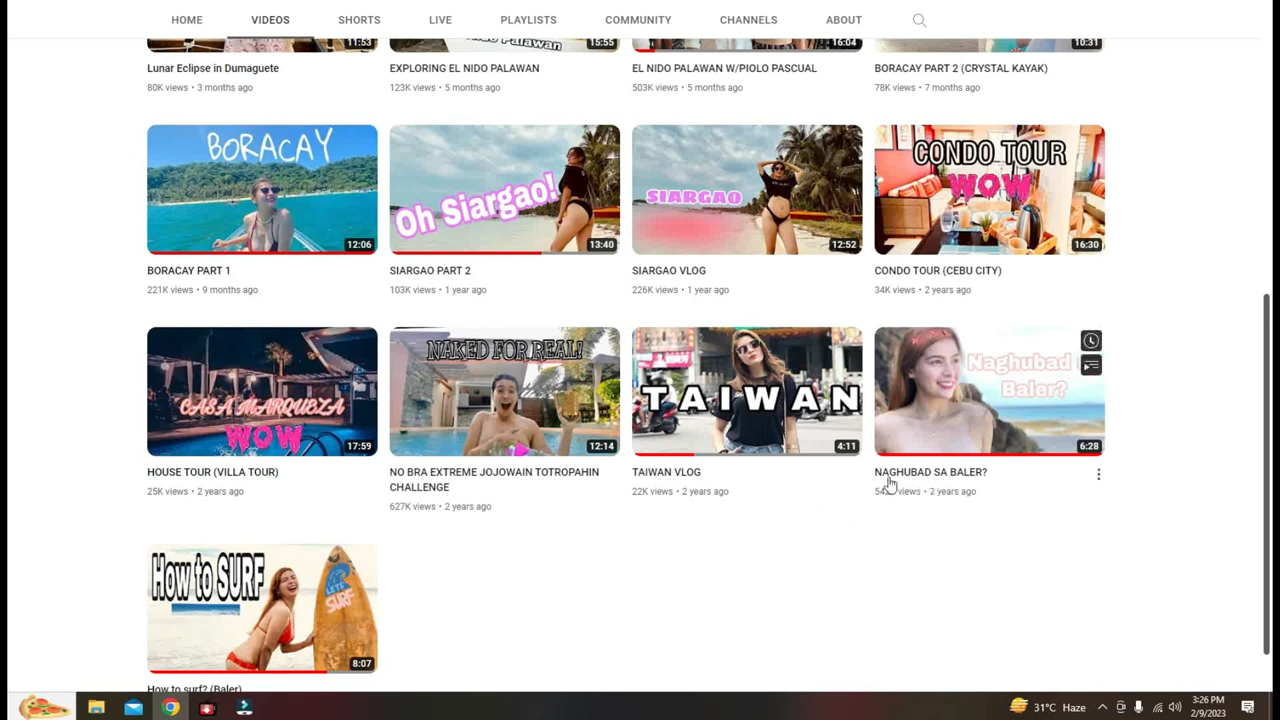 HOME VIDEOS SHORTS LIVE PLAYLISTS COMMUNITY CHANNELS ABOUT
11:53 15:55 16:04 10:31
Lunar Eclipse in Dumaguete EXPLORING EL NIDO PALAWAN EL NIDO PALAWAN W/PIOLO PASCUAL BORACAY PART 2 (CRYSTAL KAYAK)
80K views • 3 months ago 123K views • 5 months ago 503K views • 5 months ago 78K views • 7 months ago
BORACAY Oh Siargao! SIARGAO CONDO TOUR
WOW
12:06 13:40 12:52 16:30
BORACAY PART 1 SIARGAO PART 2 SIARGAO VLOG CONDO TOUR (CEBU CITY)
221K views • 9 months ago 103K views • 1 year ago 226K views • 1 year ago 34K views • 2 years ago
CASA MARQUEZA NAKED FOR REAL! TAIWAN Naghubad
WOW Baler?
17:59 12:14 4:11 6:28
HOUSE TOUR (VILLA TOUR) NO BRA EXTREME JOJOWAIN TOTROPAHIN TAIWAN VLOG NAGHUBAD SA BALER?
CHALLENGE
25K views • 2 years ago 627K views • 2 years ago 22K views • 2 years ago views • 2 years ago
How to SURF
LETS
SURF
8:07
How to surf? (Baler)
31°C Haze 3:26 PM
2/9/2023